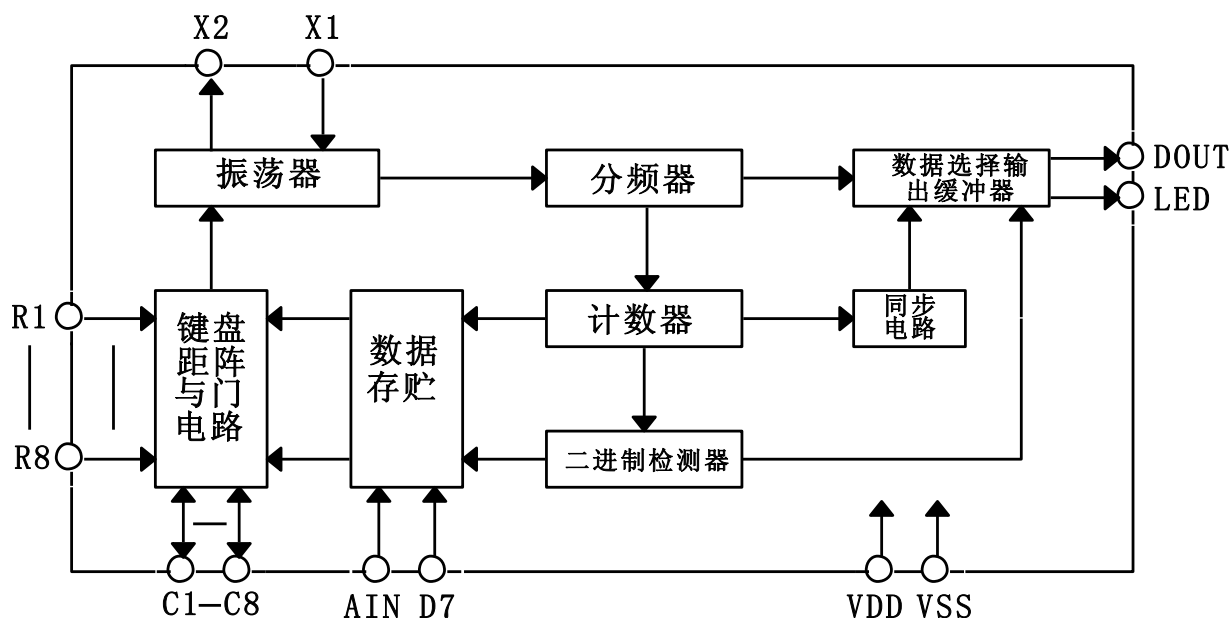 X2
X1
振荡器
分频器
数据选择输
出缓冲器
DOUT
LED
R1
键盘
距阵
与门
电路
数据
存贮
计数器
同步
电路
R8
二进制检测器
C1—C8
AIN
D7
VDD
VSS